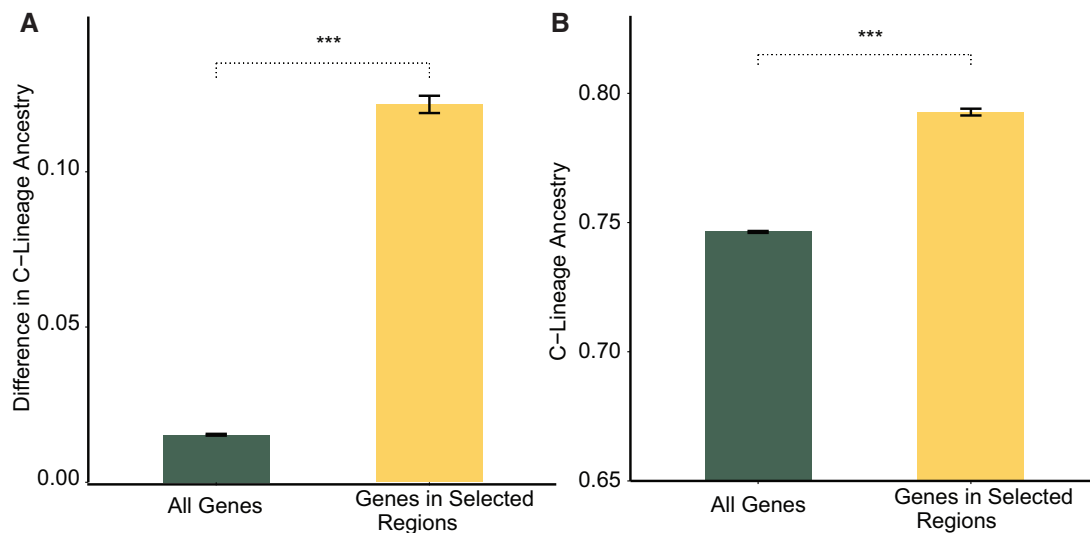 A
Difference in C−Lineage Ancestry
0.10
0.05
0.00
***
All Genes
Genes in Selected
Regions
B
C−Lineage Ancestry
0.80
0.75
0.70
0.65
***
All Genes
Genes in Selected
Regions